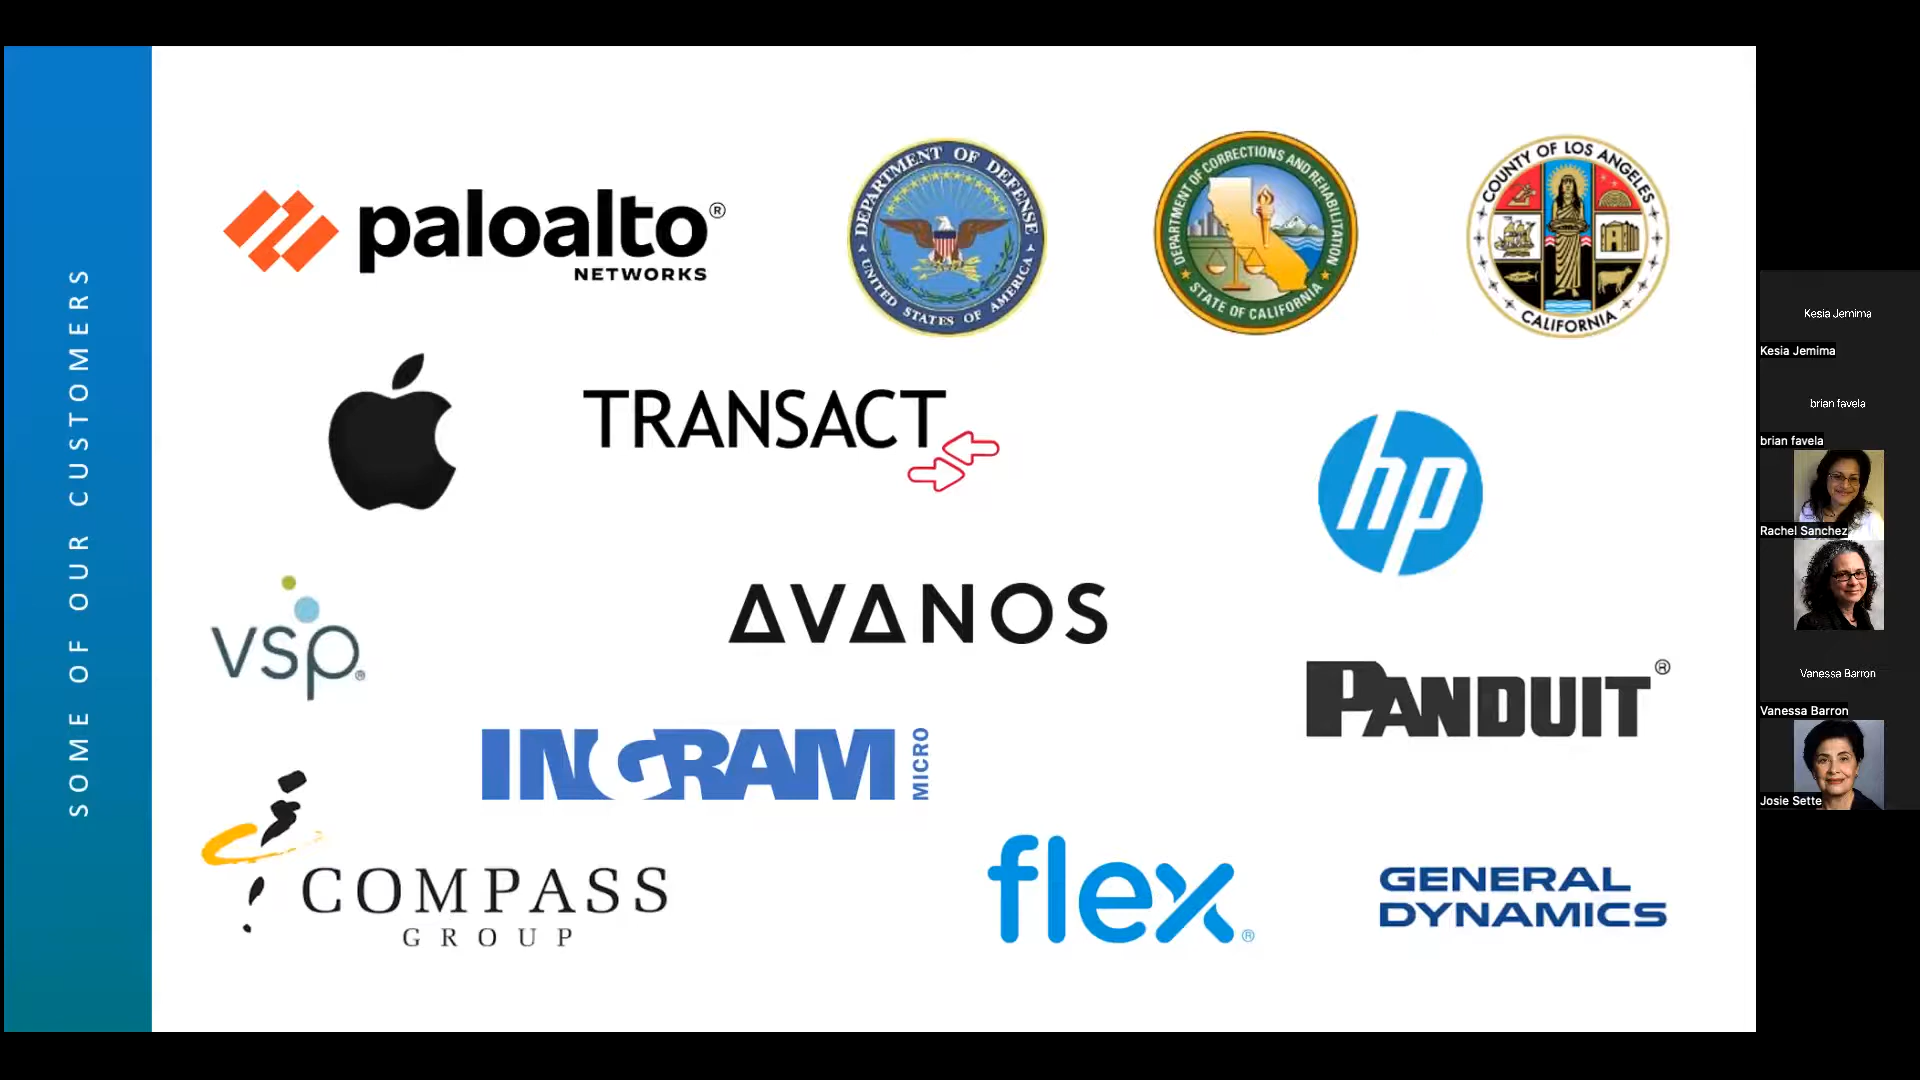 SOME OF OUR CUSTOMERS
paloalto®
NETWORKS
DEPARTMENT OF DEFENSE
UNITED STATES OF AMERICA
DEPARTMENT OF CORRECTIONS AND REHABILITATION
STATE OF CALIFORNIA
COUNTY OF LOS ANGELES
CALIFORNIA
TRANSACT
hp
vsp®
AVANOS
PANDUIT®
INGRAM MICRO
COMPASS
GROUP
flex®
GENERAL
DYNAMICS
Kesia Jemima
Kesia Jemima
brian favela
brian favela
Rachel Sanchez
Vanessa Barron
Vanessa Barron
Josie Sette